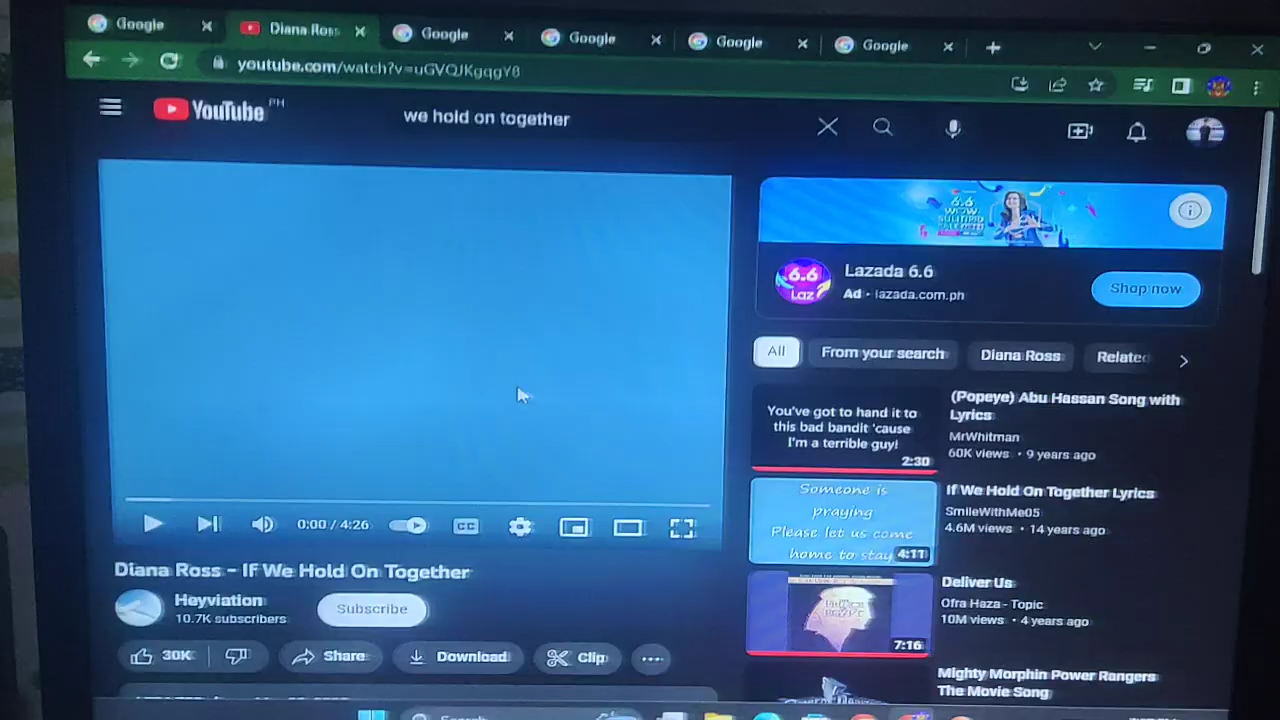 Google
Diana Ross
Google
Google
Google
Google
youtube.com/watch?v=uGVQJKgqgY8
YouTube PH
we hold on together
6.6
Lazada 6.6
6.6
Laz
Ad · lazada.com.ph
Shop now
All
From your search
Diana Ross
Related
You've got to hand it to
this bad bandit 'cause
I'm a terrible guy!
2:30
(Popeye) Abu Hassan Song with
Lyrics
MrWhitman
60K views • 9 years ago
Someone is
praying
Please let us come
home to stay
4:11
If We Hold On Together Lyrics
SmileWithMe05
4.6M views • 14 years ago
7:16
Deliver Us
Ofra Haza - Topic
10M views • 4 years ago
Mighty Morphin Power Rangers
The Movie Song
0:00 / 4:26
CC
Diana Ross - If We Hold On Together
Heyviation
10.7K subscribers
Subscribe
30K
Share
Download
Clip
Search